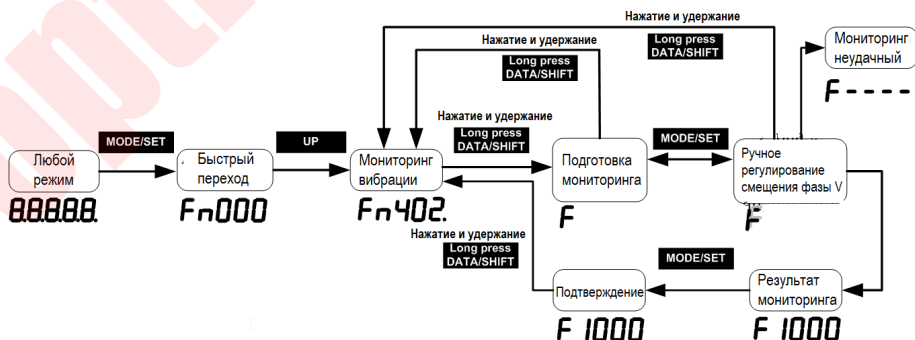 Нажатие и удержание
Long press
DATA/SHIFT
Мониторинг
неудачный
F----
Нажатие и удержание
Long press
DATA/SHIFT
Нажатие и удержание
Long press
DATA/SHIFT
MODE/SET
UP
MODE/SET
Любой
режим
8.8.8.8.8.
Быстрый
переход
Fn000
Мониторинг
вибрации
Fn402.
Подготовка
мониторинга
F
Ручное
регулирование
смещения фазы V
F
Нажатие и удержание
Long press
DATA/SHIFT
MODE/SET
Подтверждение
F 1000
Результат
мониторинга
F 1000